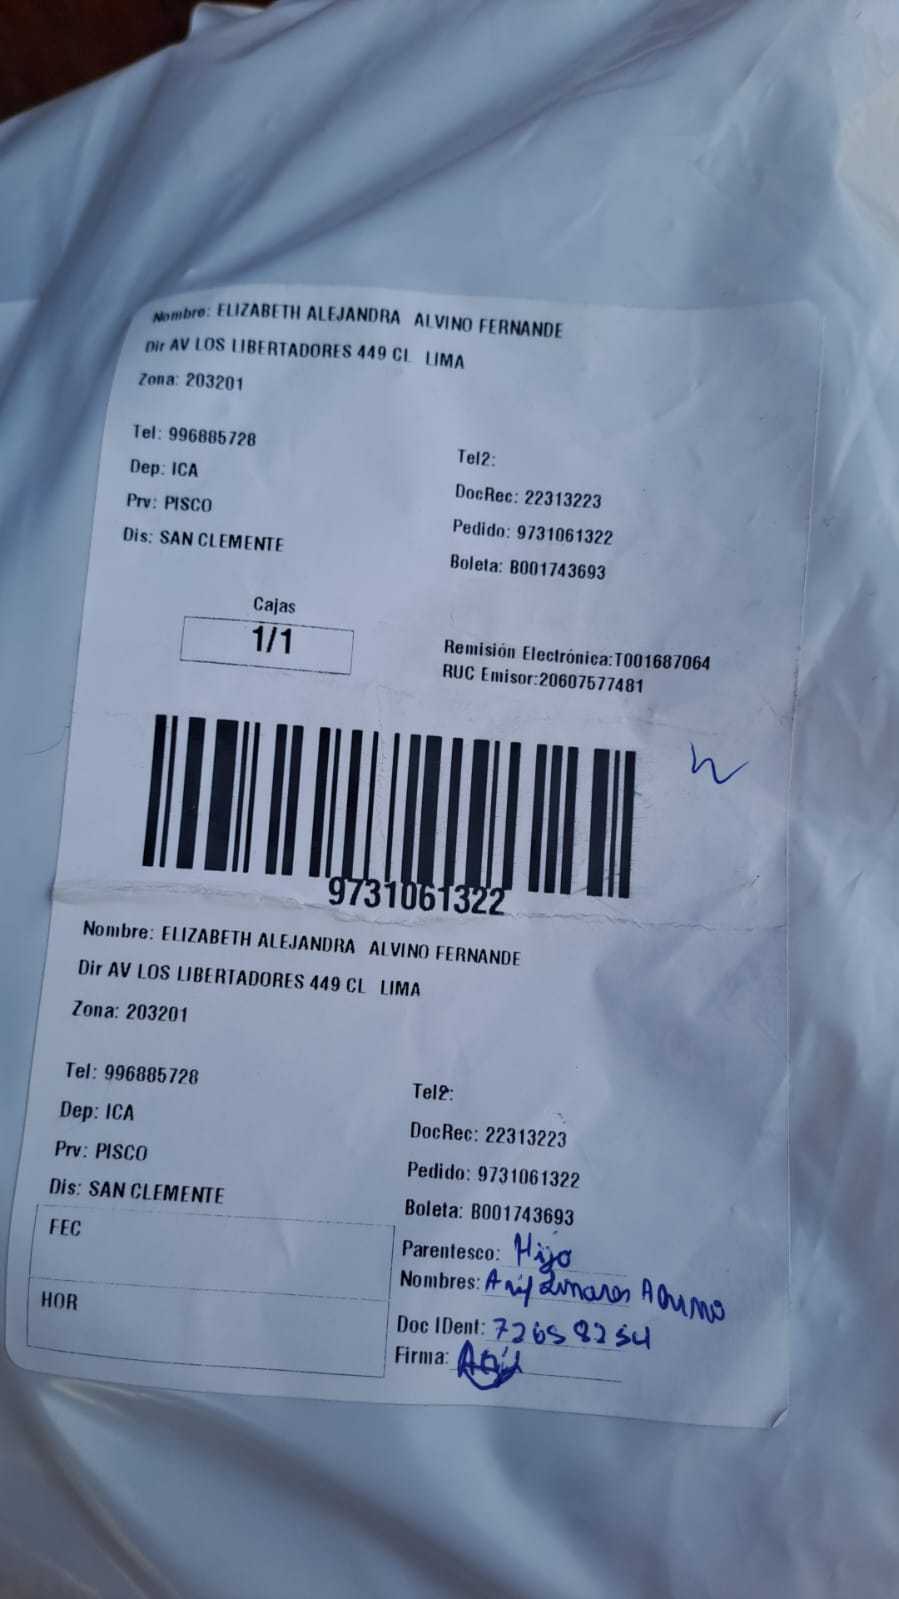 Nombre: ELIZABETH ALEJANDRA ALVINO FERNANDE
Dir AV LOS LIBERTADORES 449 CL LIMA
Zona: 203201
Tel: 996885728
Tel2:
Dep: ICA
DocRec: 22313223
Prv: PISCO
Pedido: 9731061322
Dis: SAN CLEMENTE
Boleta: B001743693
Cajas
1/1
Remisión Electrónica:T001687064
RUC Emisor:20607577481
9731061322
Nombre: ELIZABETH ALEJANDRA ALVINO FERNANDE
Dir AV LOS LIBERTADORES 449 CL LIMA
Zona: 203201
Tel: 996885728
Tel2:
Dep: ICA
DocRec: 22313223
Prv: PISCO
Pedido: 9731061322
Dis: SAN CLEMENTE
Boleta: B001743693
FEC
Parentesco: Hijo
Nombres: Linares Alvino
HOR
Doc IDent: 72658254
Firma: